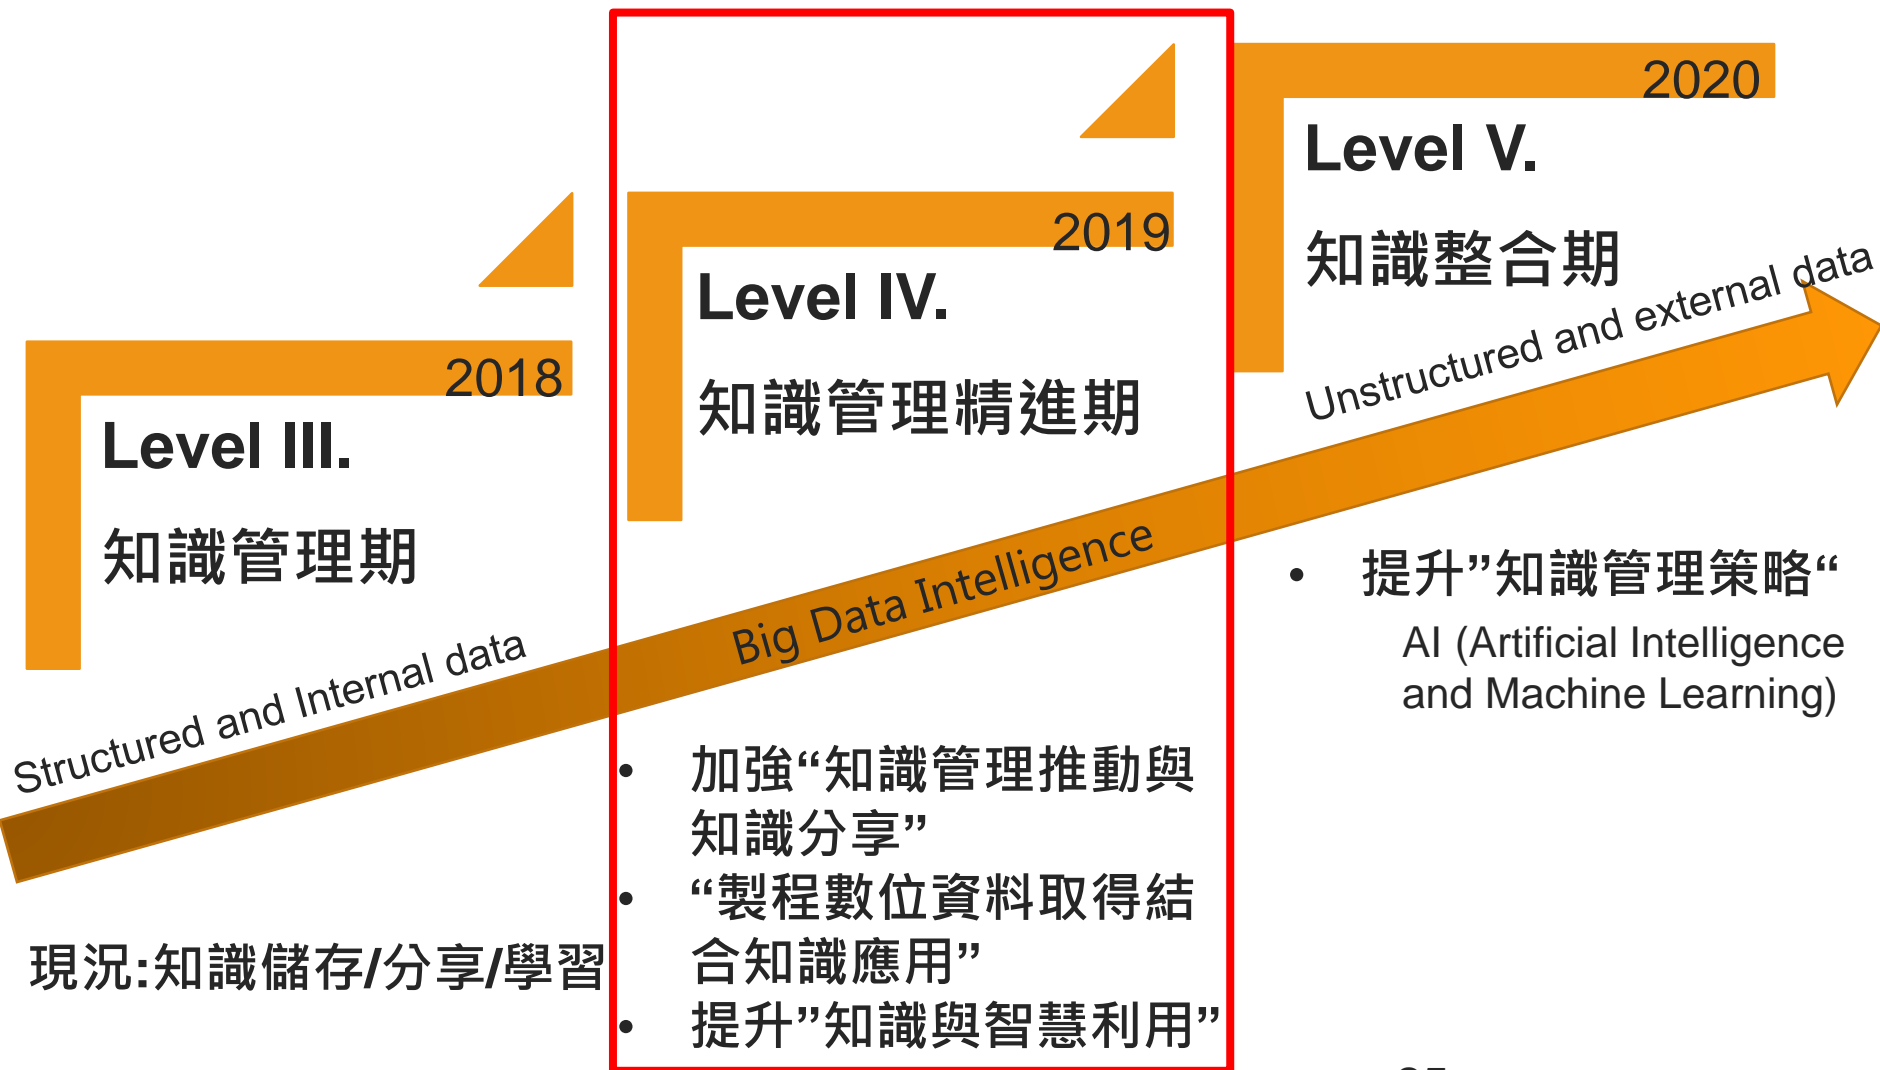 2018
Level III.
知識管理期
Structured and Internal data
現況:知識儲存/分享/學習
2019
Level IV.
知識管理精進期
Big Data Intelligence
• 加強“知識管理推動與
知識分享”
• “製程數位資料取得結
合知識應用”
• 提升”知識與智慧利用”
2020
Level V.
知識整合期
Unstructured and external data
• 提升”知識管理策略“
AI (Artificial Intelligence
and Machine Learning)